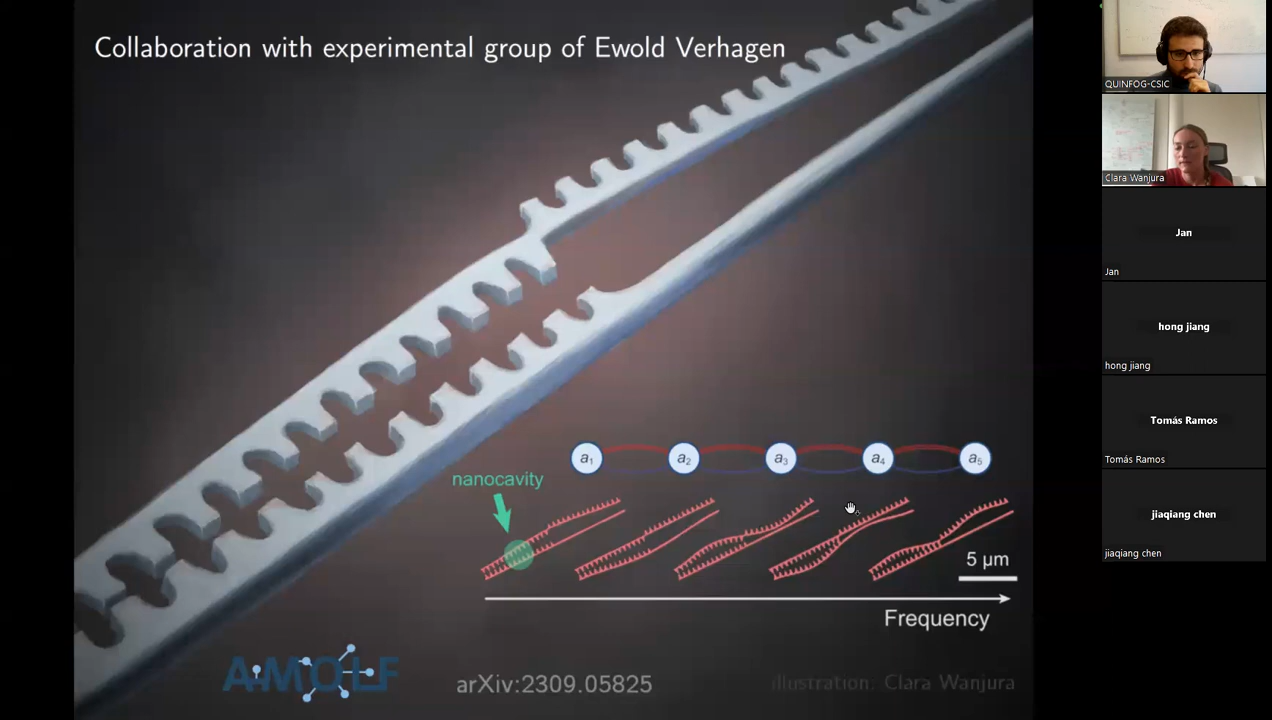 Collaboration with experimental group of Ewold Verhagen
a1
a2
a3
a4
a5
nanocavity
5 μm
Frequency
AMOLF
arXiv:2309.05825
illustration: Clara Wanjura
QUINFOG-CSIC
Clara Wanjura
Jan
Jan
hong jiang
hong jiang
Tomás Ramos
Tomás Ramos
jiaqiang chen
jiaqiang chen